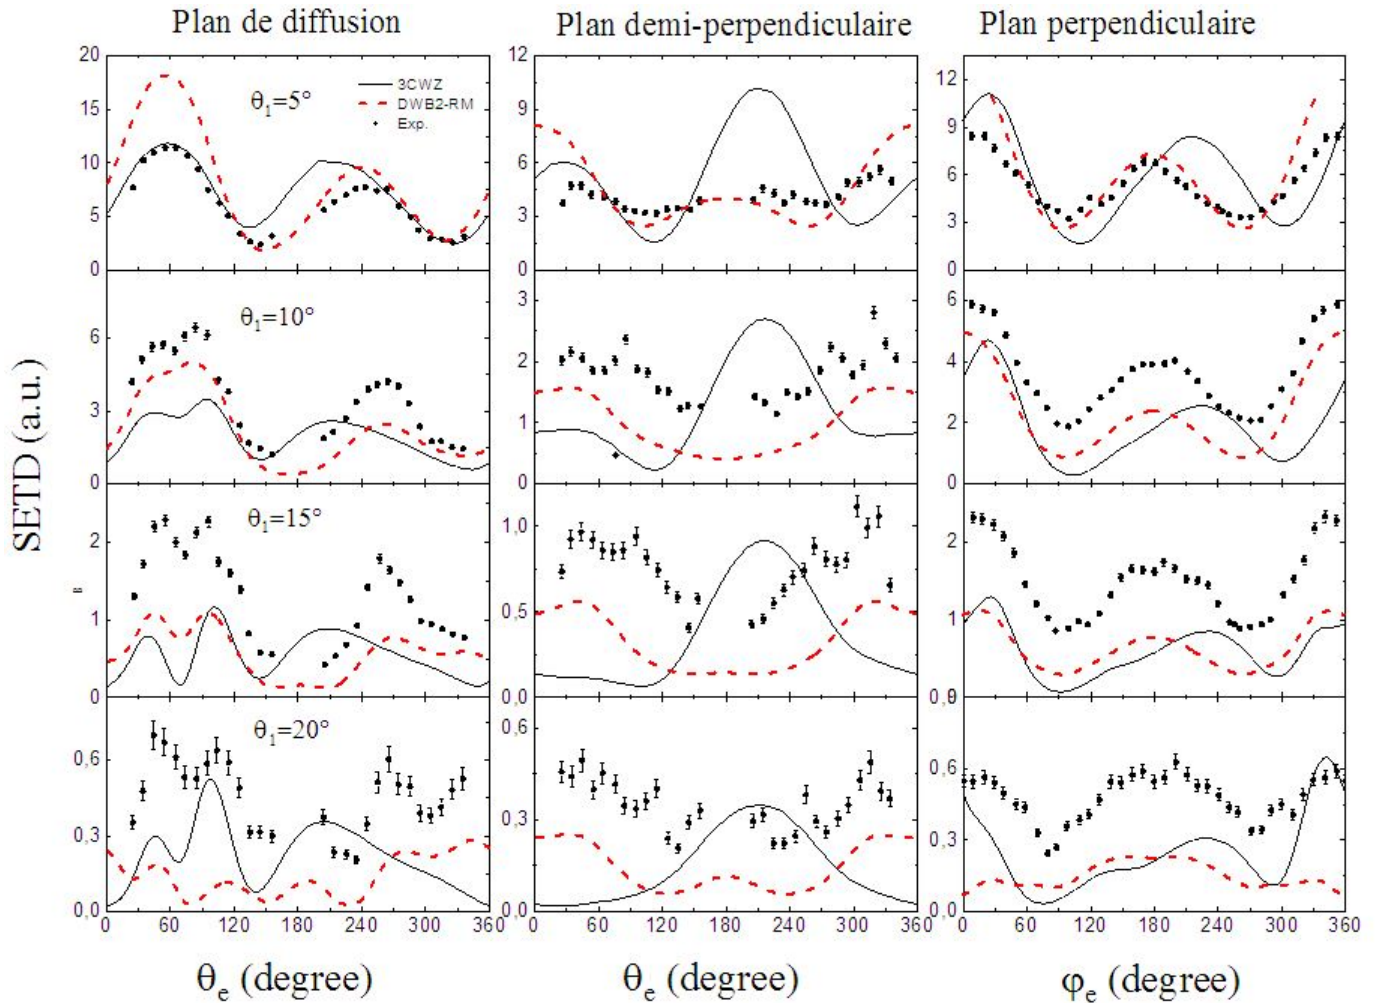 Plan de diffusion
Plan demi-perpendiculaire
Plan perpendiculaire
SETD (a.u.)
θ1=5°
3CWZ
DWB2-RM
Exp.
20
15
10
5
0
12
9
6
3
0
12
9
6
3
0
θ1=10°
6
3
0
3
2
1
0
6
4
2
0
θ1=15°
B
2
1
0
1,0
0,5
0,0
2
1
0
θ1=20°
0,6
0,3
0,0
0,6
0,3
0,0
0,9
0,6
0,3
0,0
0 60 120 180 240 300 360
0 60 120 180 240 300 360
0 60 120 180 240 300 360
θe (degree)
θe (degree)
φe (degree)